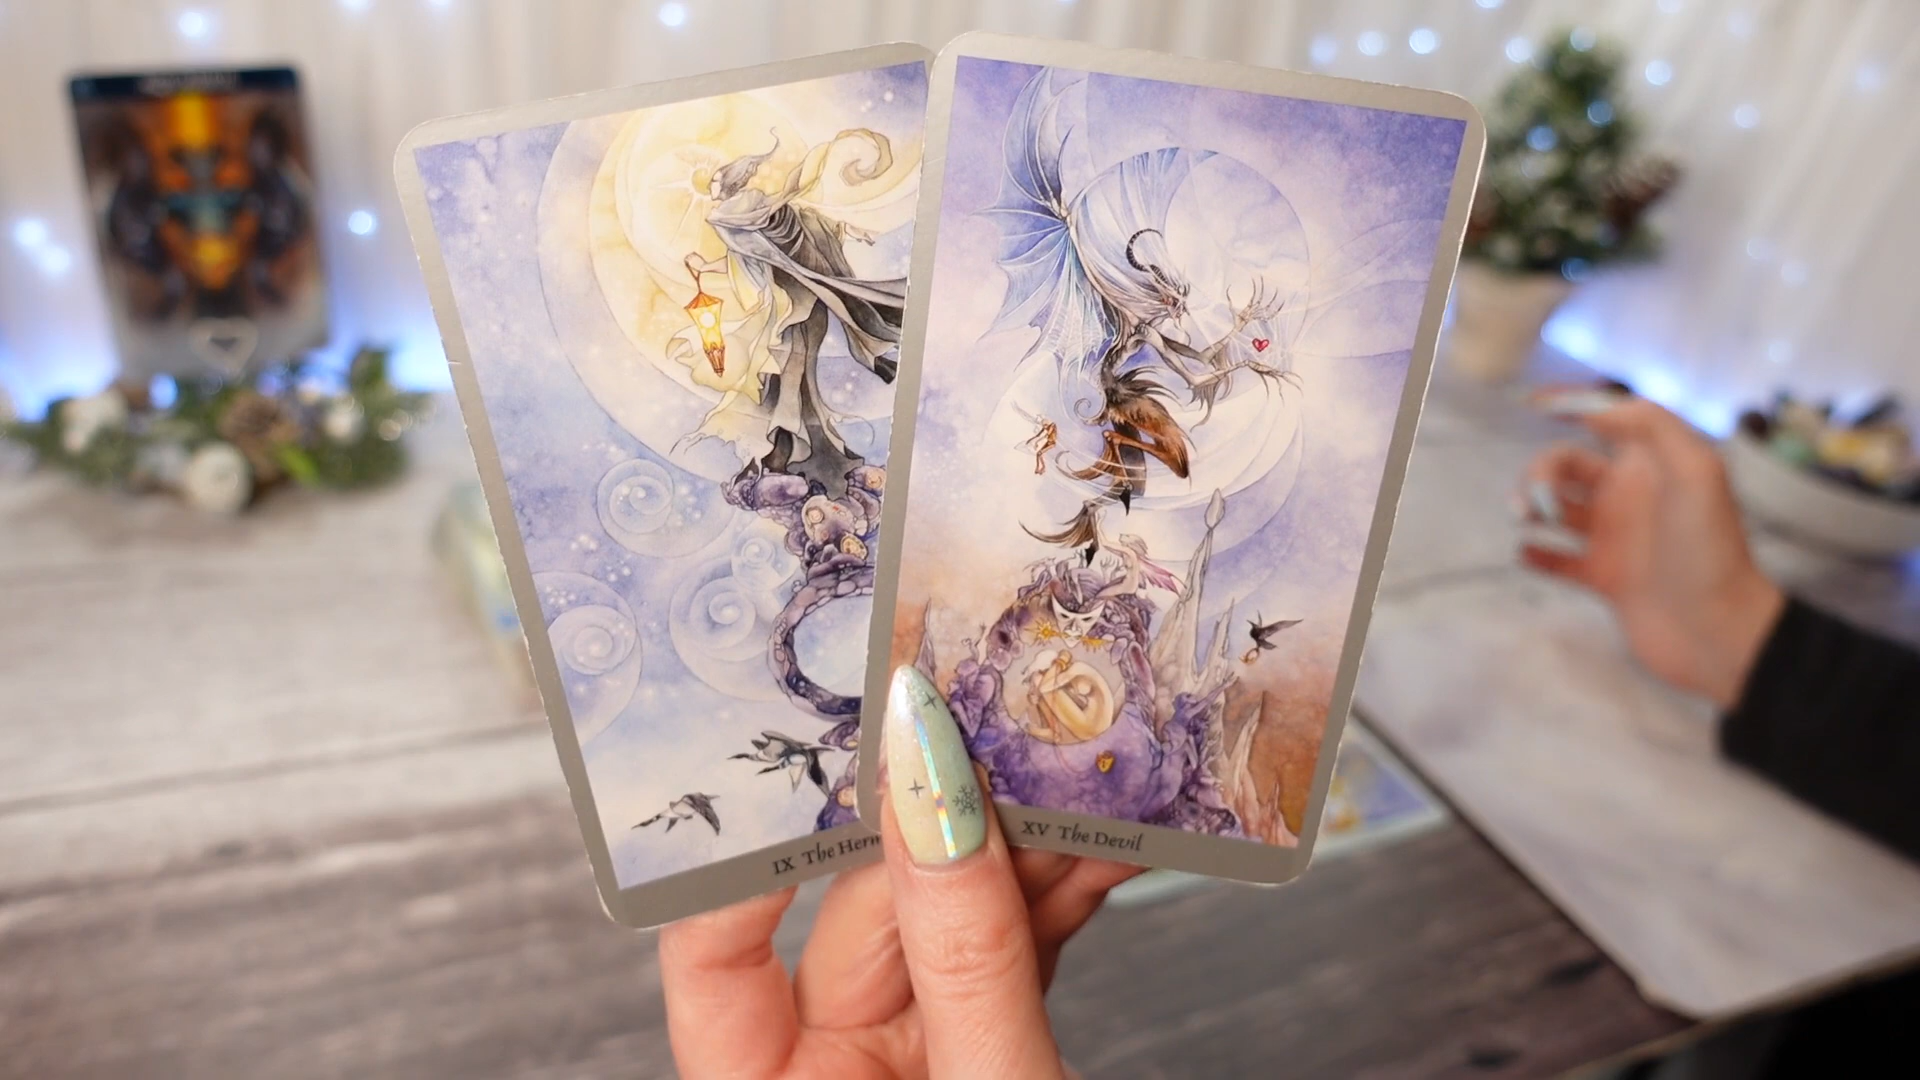 IX The Herm
XV The Devil